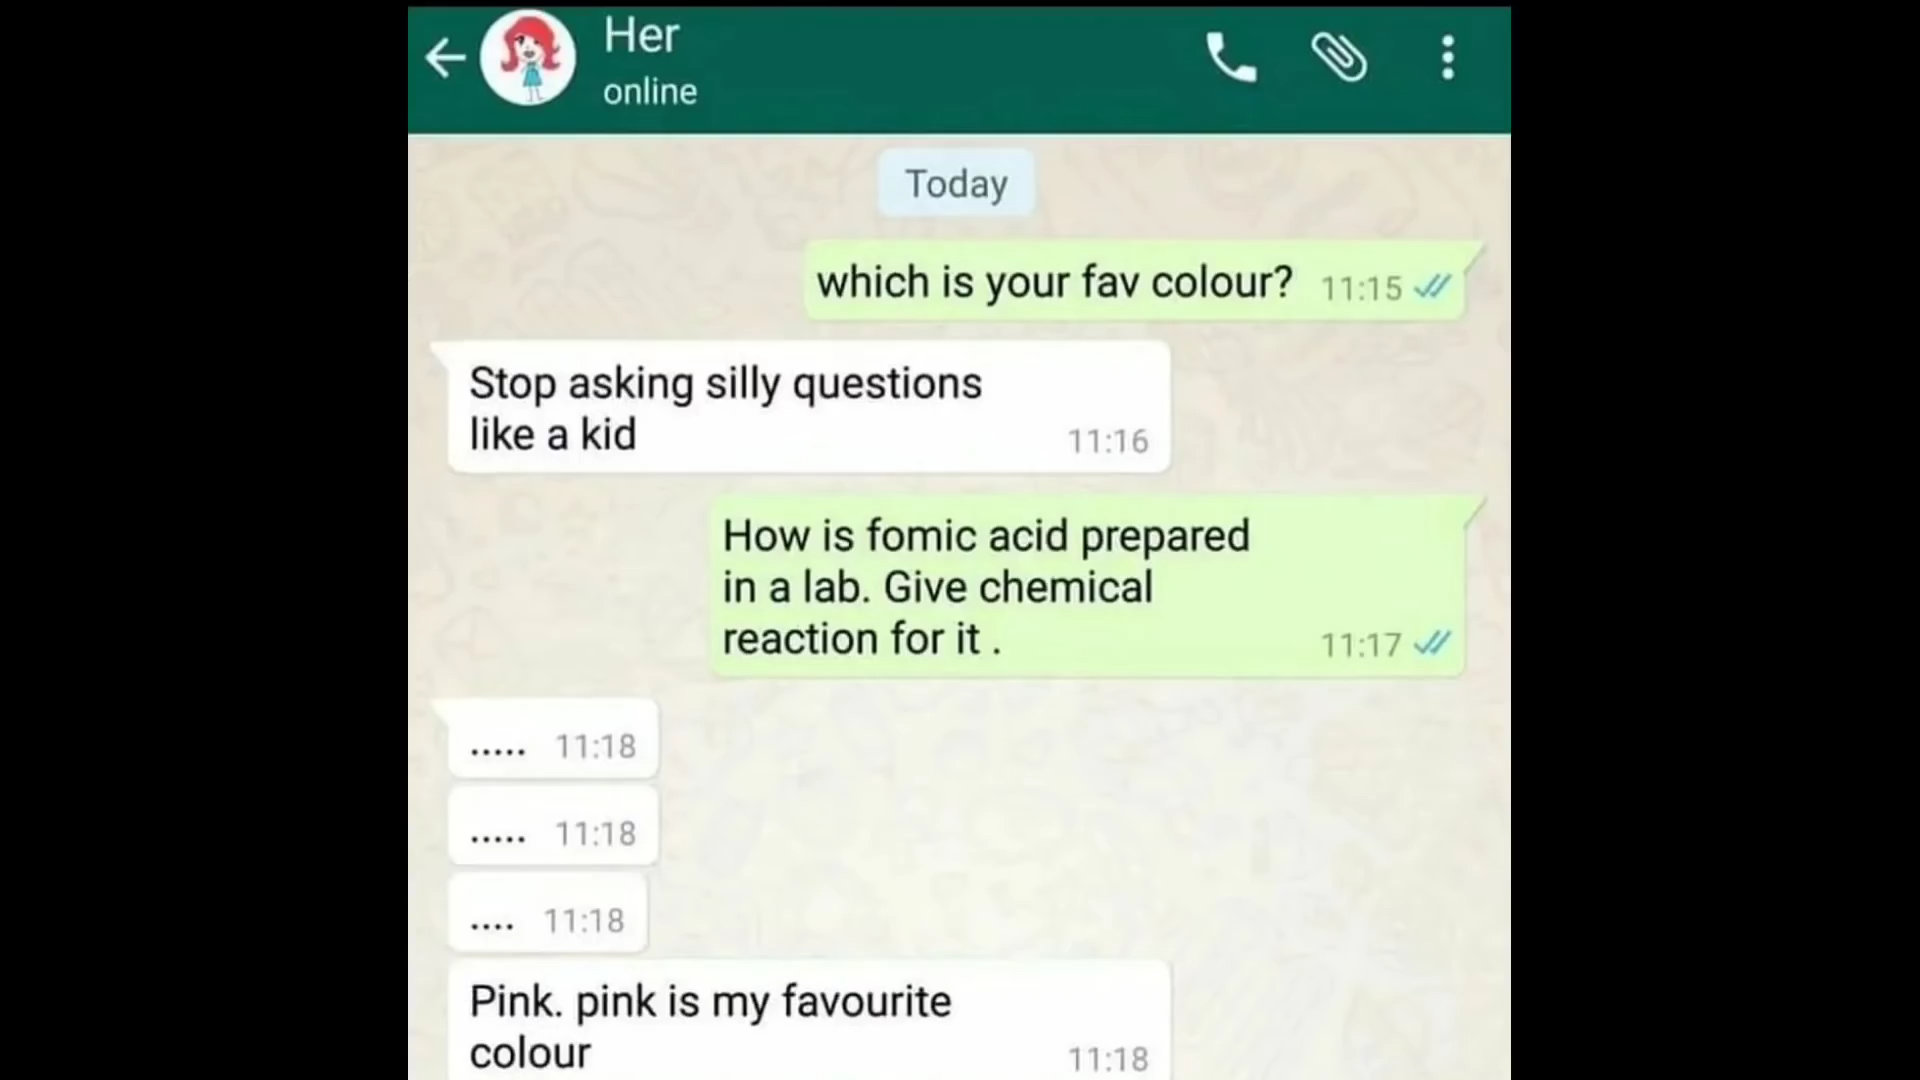 Her
online
Today
which is your fav colour? 11:15
Stop asking silly questions
like a kid 11:16
How is fomic acid prepared
in a lab. Give chemical
reaction for it . 11:17
..... 11:18
..... 11:18
.... 11:18
Pink. pink is my favourite
colour 11:18